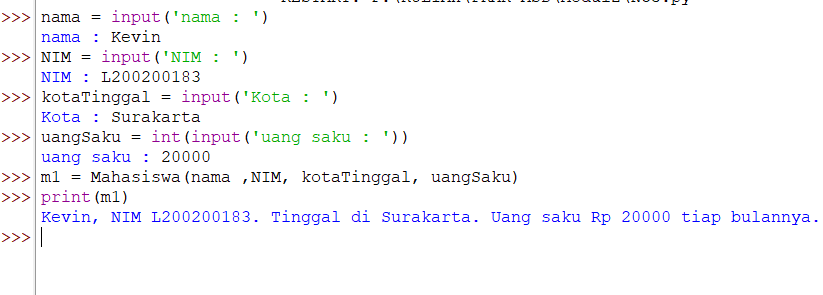 >>> nama = input('nama : ')
nama : Kevin
>>> NIM = input('NIM : ')
NIM : L200200183
>>> kotaTinggal = input('Kota : ')
Kota : Surakarta
>>> uangSaku = int(input('uang saku : '))
uang saku : 20000
>>> m1 = Mahasiswa(nama ,NIM, kotaTinggal, uangSaku)
>>> print(m1)
Kevin, NIM L200200183. Tinggal di Surakarta. Uang saku Rp 20000 tiap bulannya.
>>>